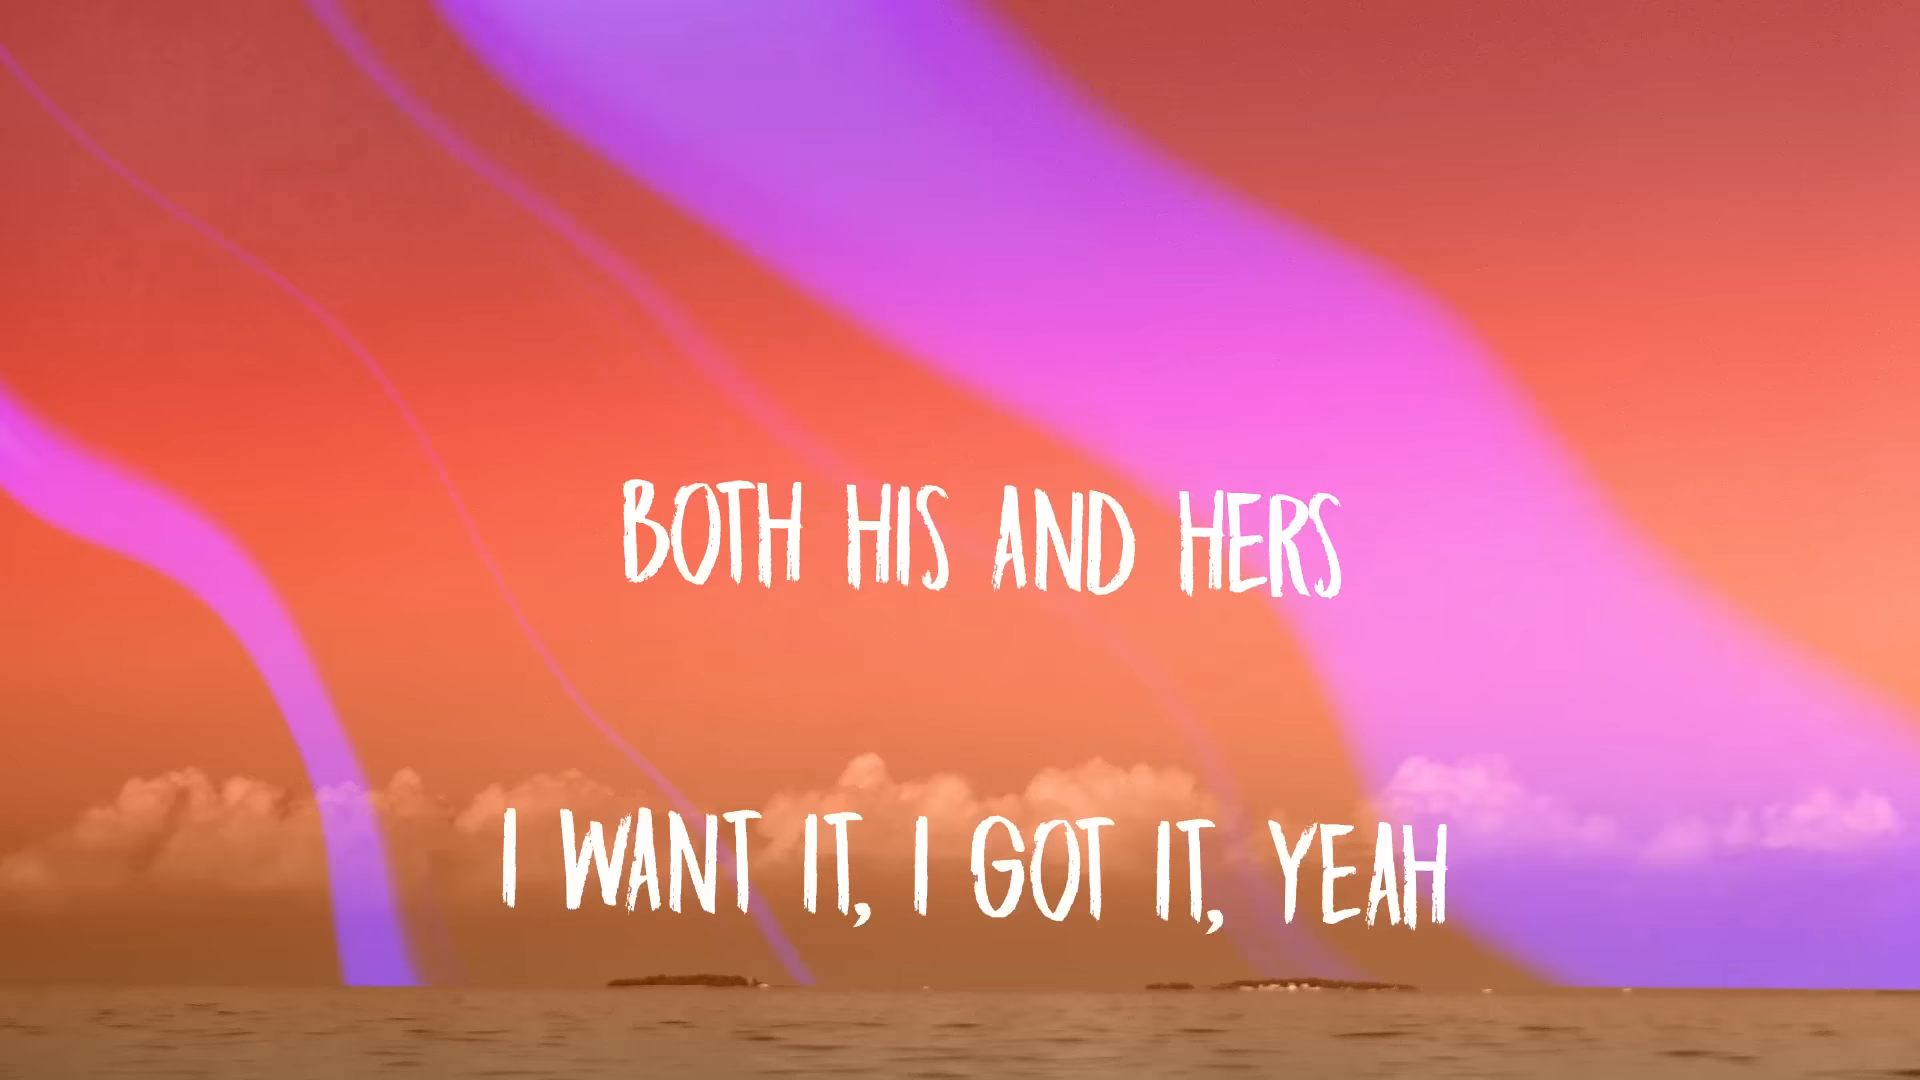 BOTH HIS AND HERS
I WANT IT, I GOT IT, YEAH